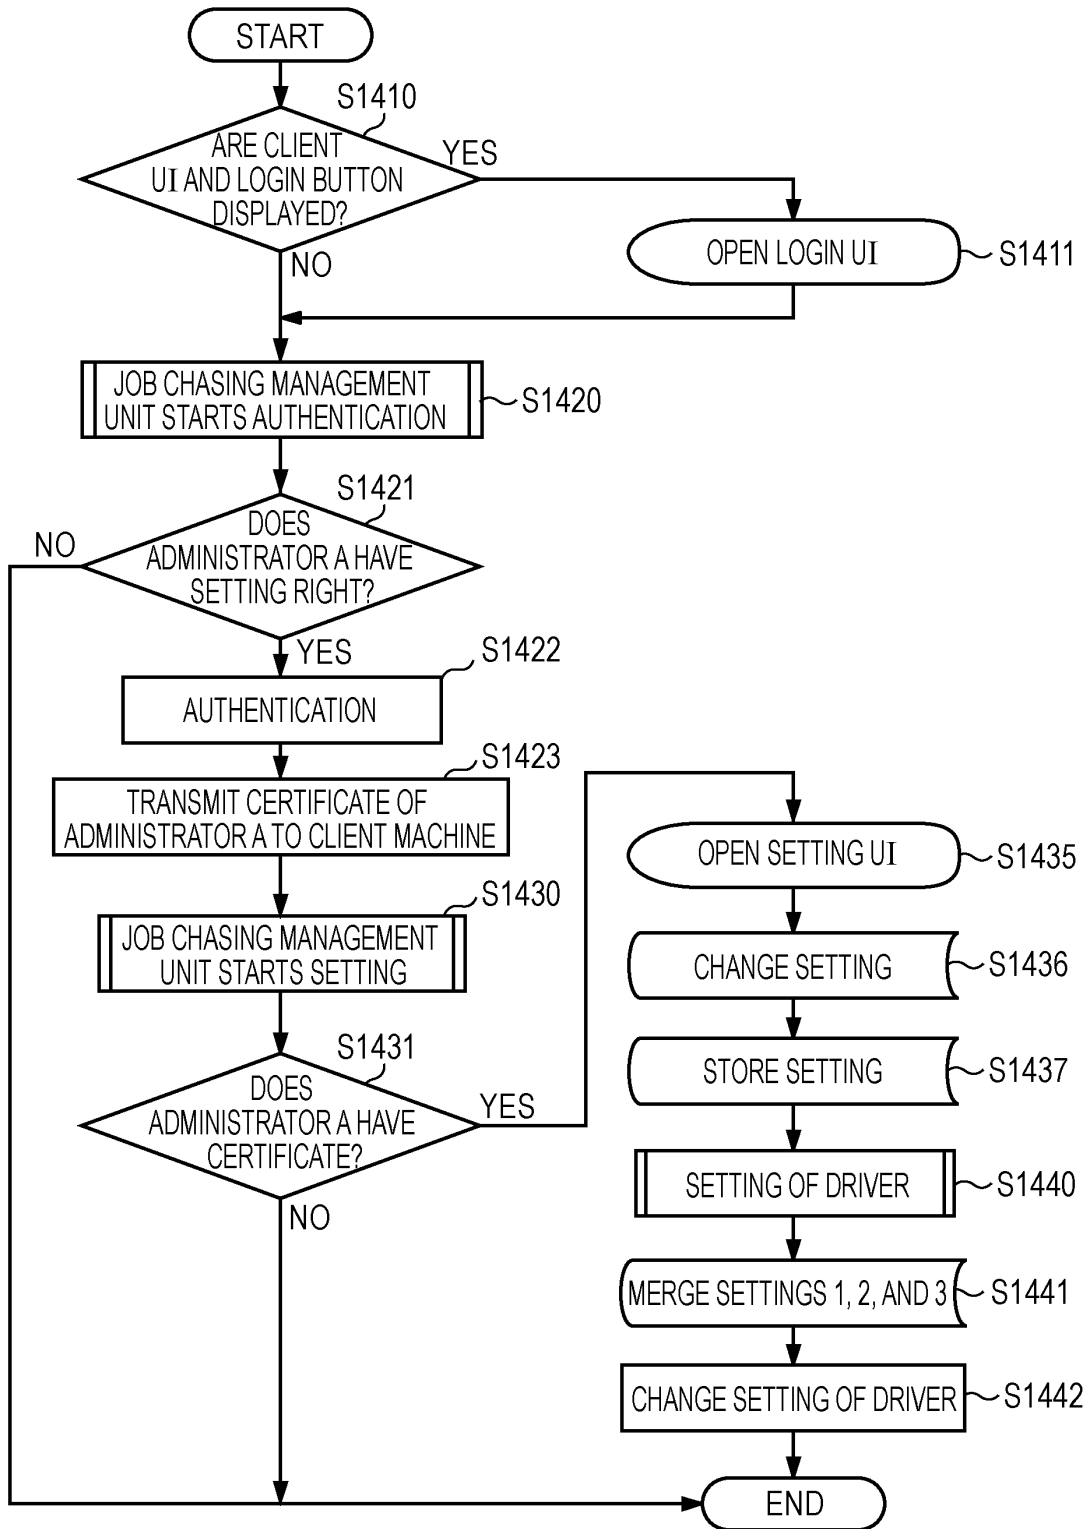 START
S1410
ARE CLIENT
UI AND LOGIN BUTTON
DISPLAYED?
YES
NO
OPEN LOGIN UI
S1411
JOB CHASING MANAGEMENT
UNIT STARTS AUTHENTICATION
S1420
S1421
DOES
ADMINISTRATOR A HAVE
SETTING RIGHT?
NO
YES
S1422
AUTHENTICATION
S1423
TRANSMIT CERTIFICATE OF
ADMINISTRATOR A TO CLIENT MACHINE
S1430
JOB CHASING MANAGEMENT
UNIT STARTS SETTING
S1431
DOES
ADMINISTRATOR A HAVE
CERTIFICATE?
YES
NO
OPEN SETTING UI
S1435
CHANGE SETTING
S1436
STORE SETTING
S1437
SETTING OF DRIVER
S1440
MERGE SETTINGS 1, 2, AND 3
S1441
CHANGE SETTING OF DRIVER
S1442
END